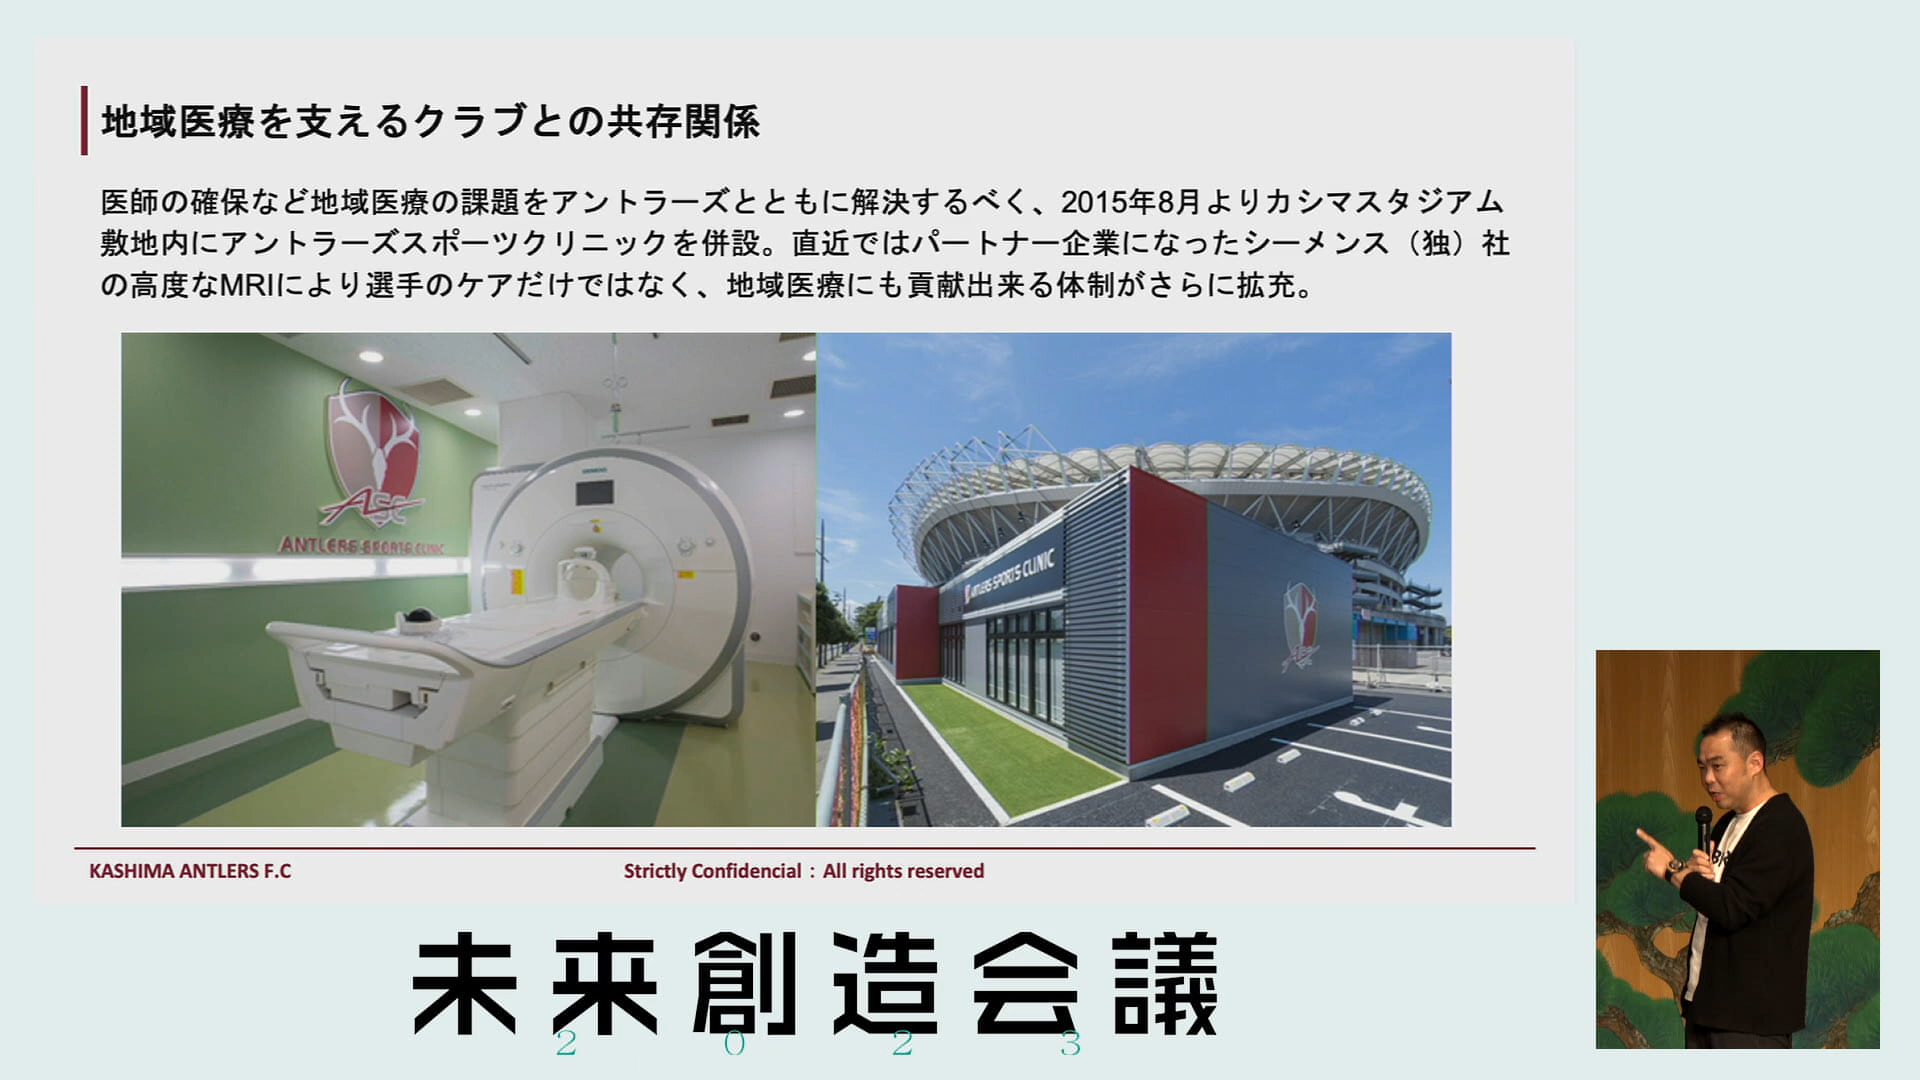 地域医療を支えるクラブとの共存関係
医師の確保など地域医療の課題をアントラーズとともに解決するべく、2015年8月よりカシマスタジアム
敷地内にアントラーズスポーツクリニックを併設。直近ではパートナー企業になったシーメンス（独）社
の高度なMRIにより選手のケアだけではなく、地域医療にも貢献出来る体制がさらに拡充。
ASC
ANTLERS SPORTS CLINIC
SIEMENS
ANTLERS SPORTS CLINIC
ASC
KASHIMA ANTLERS F.C
Strictly Confidencial：All rights reserved
未来創造会議
2023